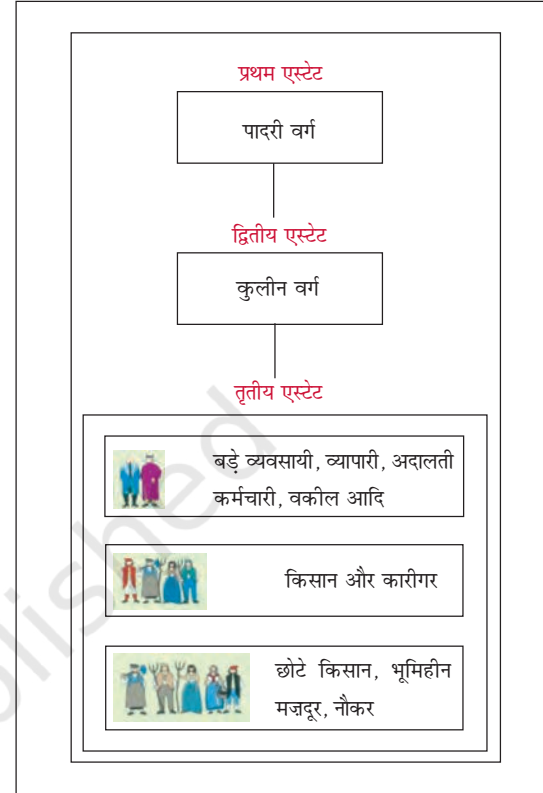 प्रथम एस्टेट
पादरी वर्ग
द्वितीय एस्टेट
कुलीन वर्ग
तृतीय एस्टेट
बड़े व्यवसायी, व्यापारी, अदालती
कर्मचारी, वकील आदि
किसान और कारीगर
छोटे किसान, भूमिहीन
मज़दूर, नौकर